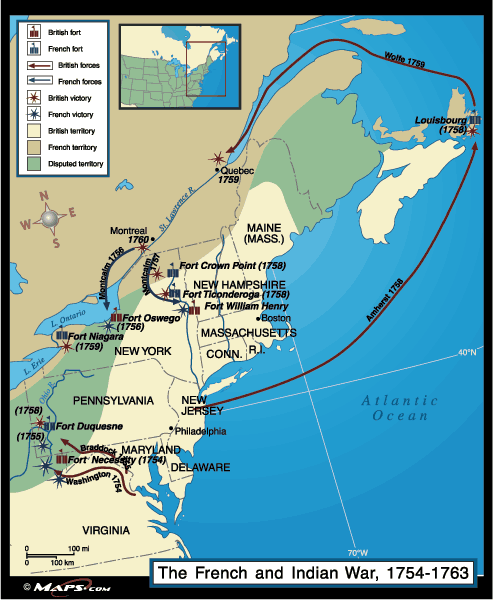 British fort
French fort
British forces
French forces
British victory
French victory
British territory
French territory
Disputed territory
Wolfe 1759
Louisbourg
(1758)
Quebec
1759
N
W E
S
St. Lawrence R.
Montreal
1760
MAINE
(MASS.)
Montcalm 1756
Montcalm
1757
Fort Crown Point (1758)
NEW HAMPSHIRE
Fort Ticonderoga (1758)
Fort William Henry
L. Ontario
Fort Oswego
(1756)
Boston
Amherst 1758
Fort Niagara
(1759)
MASSACHUSETTS
NEW YORK
CONN.
R.I.
L. Erie
40°N
Ohio R.
PENNSYLVANIA
NEW
JERSEY
Atlantic
Ocean
(1758)
Fort Duquesne
(1755)
Philadelphia
Braddock
MARYLAND
Fort Necessity (1754)
DELAWARE
Washington 1754
VIRGINIA
0 100 mi
0 100 km
70°W
The French and Indian War, 1754-1763
© MAPS.COM